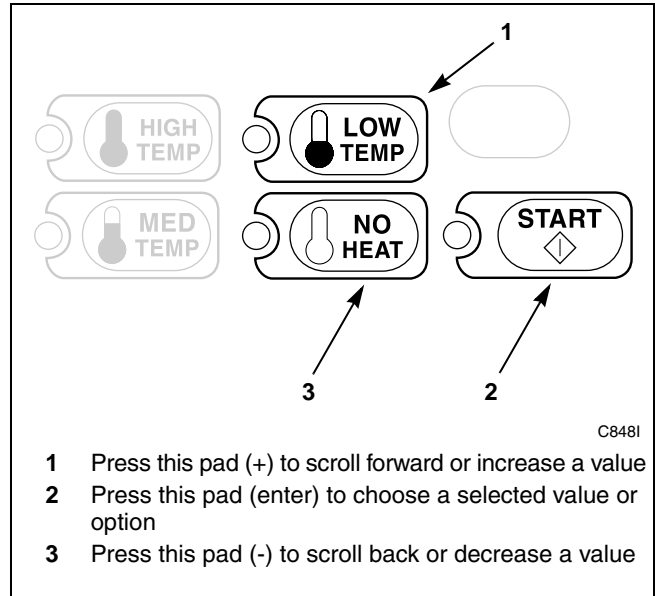 1
HIGH
TEMP
LOW
TEMP
MED
TEMP
NO
HEAT
START
3
2
C848I
1 Press this pad (+) to scroll forward or increase a value
2 Press this pad (enter) to choose a selected value or
option
3 Press this pad (-) to scroll back or decrease a value